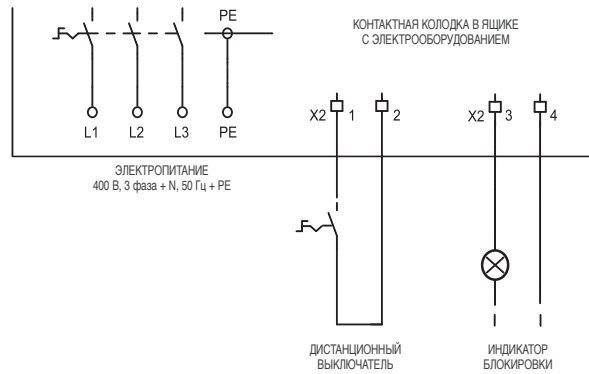 PE
КОНТАКТНАЯ КОЛОДКА В ЯЩИКЕ
С ЭЛЕКТРООБОРУДОВАНИЕМ
L1 L2 L3 PE
X2 1 2 X2 3 4
ЭЛЕКТРОПИТАНИЕ
400 В, 3 фаза + N, 50 Гц + PE
ДИСТАНЦИОННЫЙ
ВЫКЛЮЧАТЕЛЬ
ИНДИКАТОР
БЛОКИРОВКИ